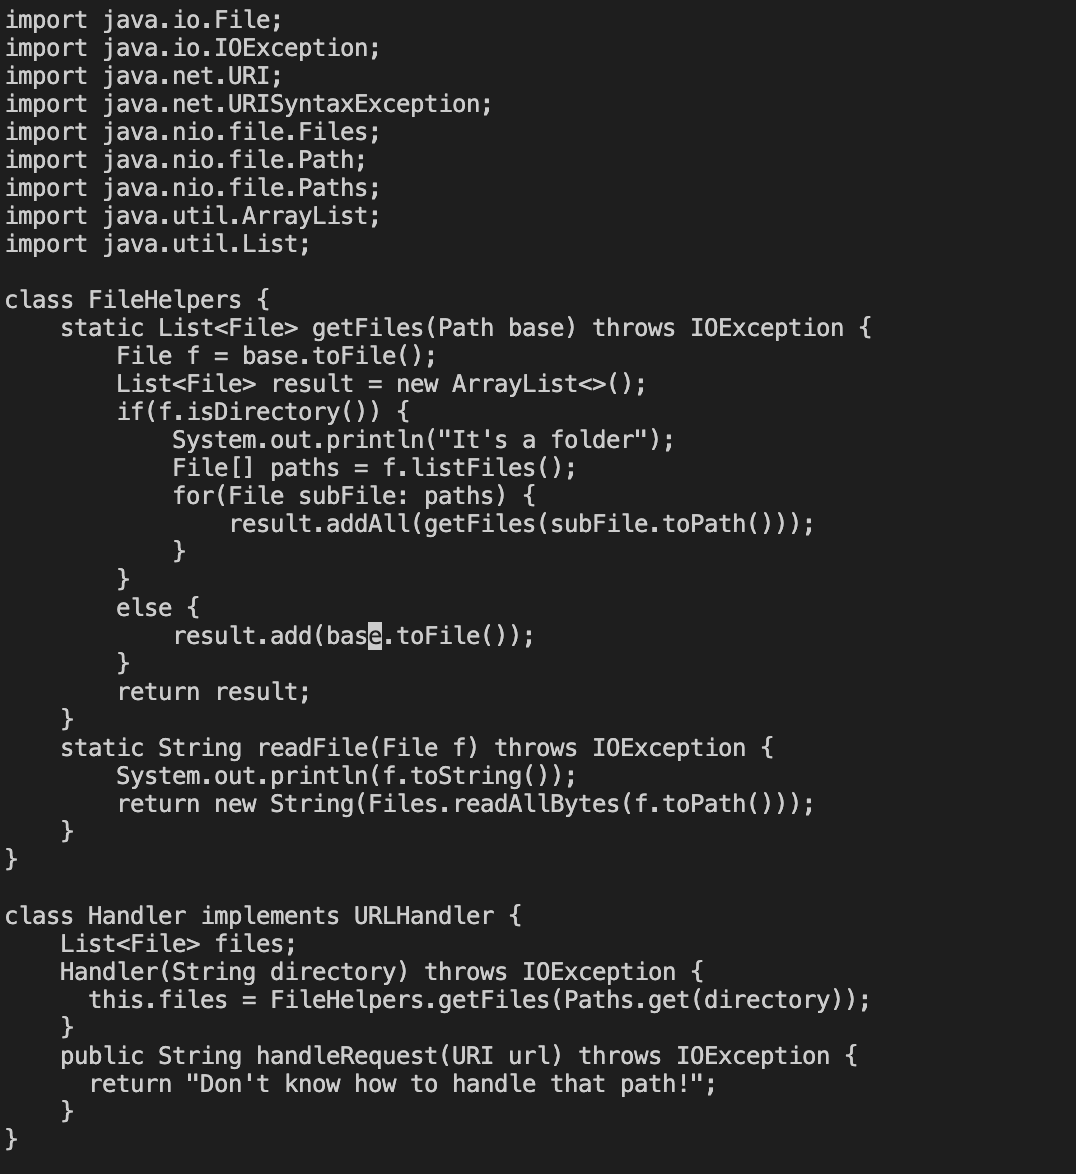 import java.io.File;
import java.io.IOException;
import java.net.URI;
import java.net.URISyntaxException;
import java.nio.file.Files;
import java.nio.file.Path;
import java.nio.file.Paths;
import java.util.ArrayList;
import java.util.List;

class FileHelpers {
    static List<File> getFiles(Path base) throws IOException {
        File f = base.toFile();
        List<File> result = new ArrayList<>();
        if(f.isDirectory()) {
            System.out.println("It's a folder");
            File[] paths = f.listFiles();
            for(File subFile: paths) {
                result.addAll(getFiles(subFile.toPath()));
            }
        }
        else {
            result.add(base.toFile());
        }
        return result;
    }
    static String readFile(File f) throws IOException {
        System.out.println(f.toString());
        return new String(Files.readAllBytes(f.toPath()));
    }
}

class Handler implements URLHandler {
    List<File> files;
    Handler(String directory) throws IOException {
      this.files = FileHelpers.getFiles(Paths.get(directory));
    }
    public String handleRequest(URI url) throws IOException {
      return "Don't know how to handle that path!";
    }
}